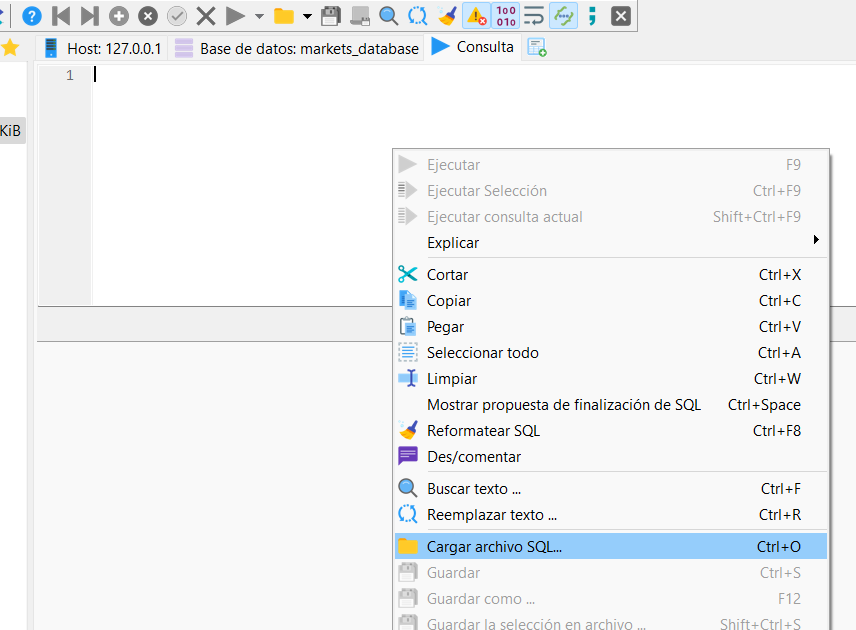 100
010
Host: 127.0.0.1
Base de datos: markets_database
Consulta
1
KiB
Ejecutar F9
Ejecutar Selección Ctrl+F9
Ejecutar consulta actual Shift+Ctrl+F9
Explicar
Cortar Ctrl+X
Copiar Ctrl+C
Pegar Ctrl+V
Seleccionar todo Ctrl+A
Limpiar Ctrl+W
Mostrar propuesta de finalización de SQL Ctrl+Space
Reformatear SQL Ctrl+F8
Des/comentar
Buscar texto ... Ctrl+F
Reemplazar texto ... Ctrl+R
Cargar archivo SQL... Ctrl+O
Guardar Ctrl+S
Guardar como ... F12
Guardar la selección en archivo ... Shift+Ctrl+S